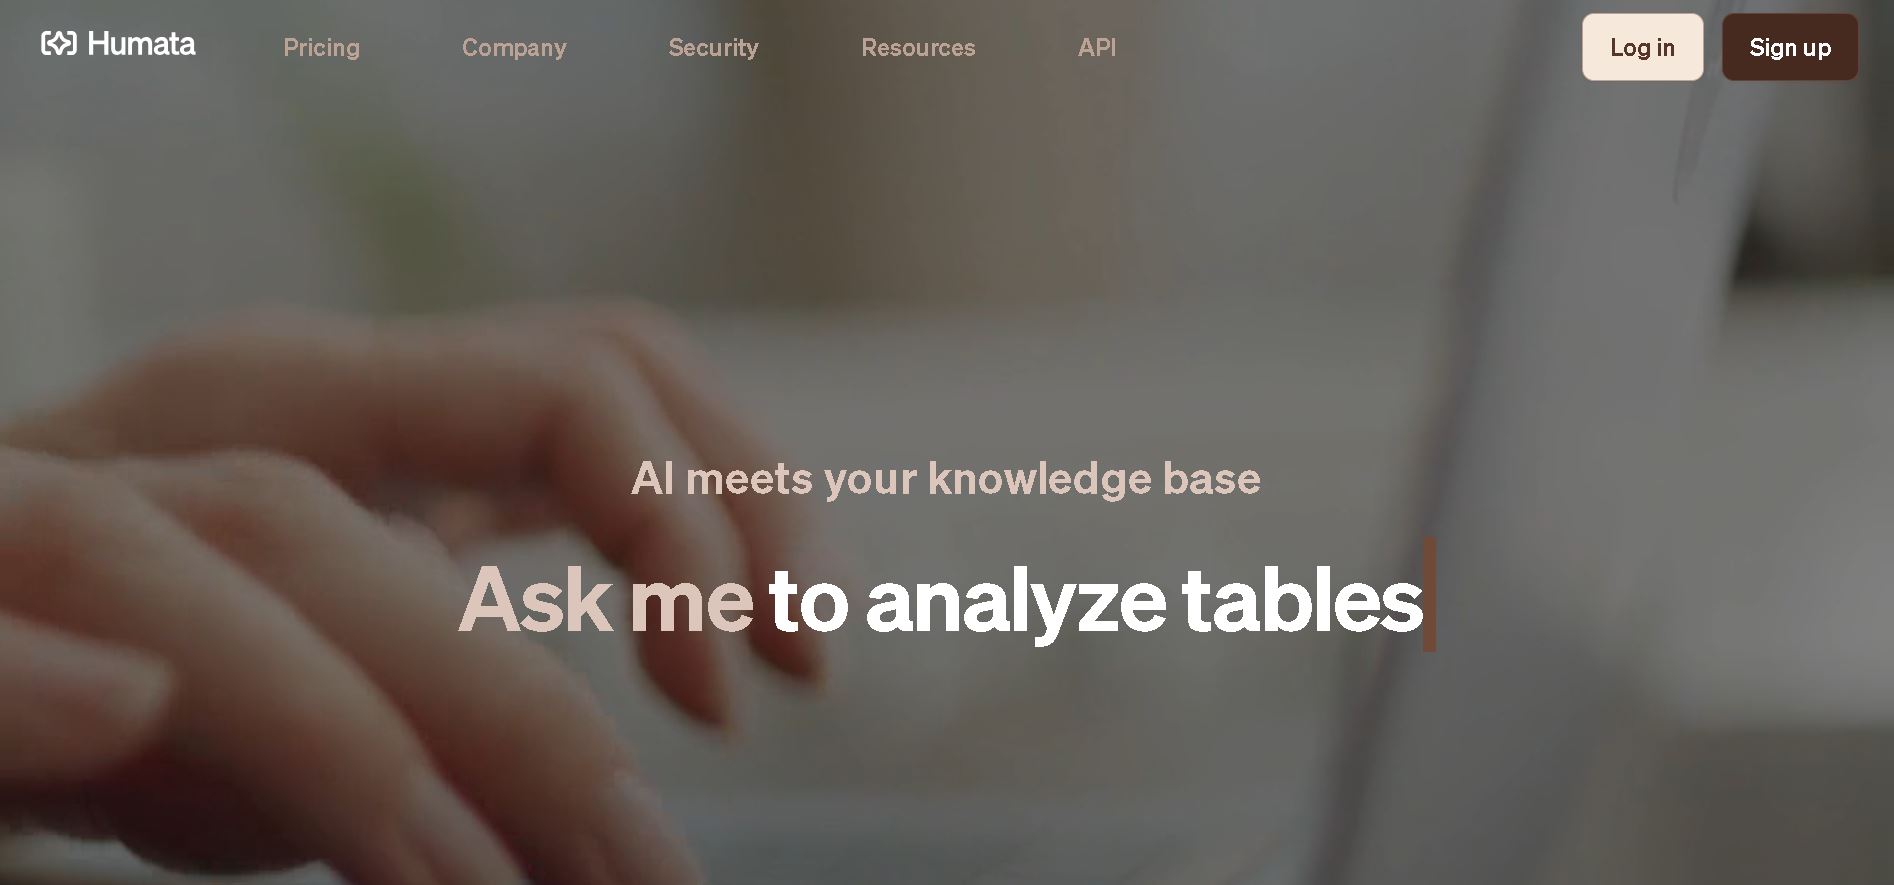 Humata
Pricing
Company
Security
Resources
API
Log in
Sign up
AI meets your knowledge base
Ask me to analyze tables